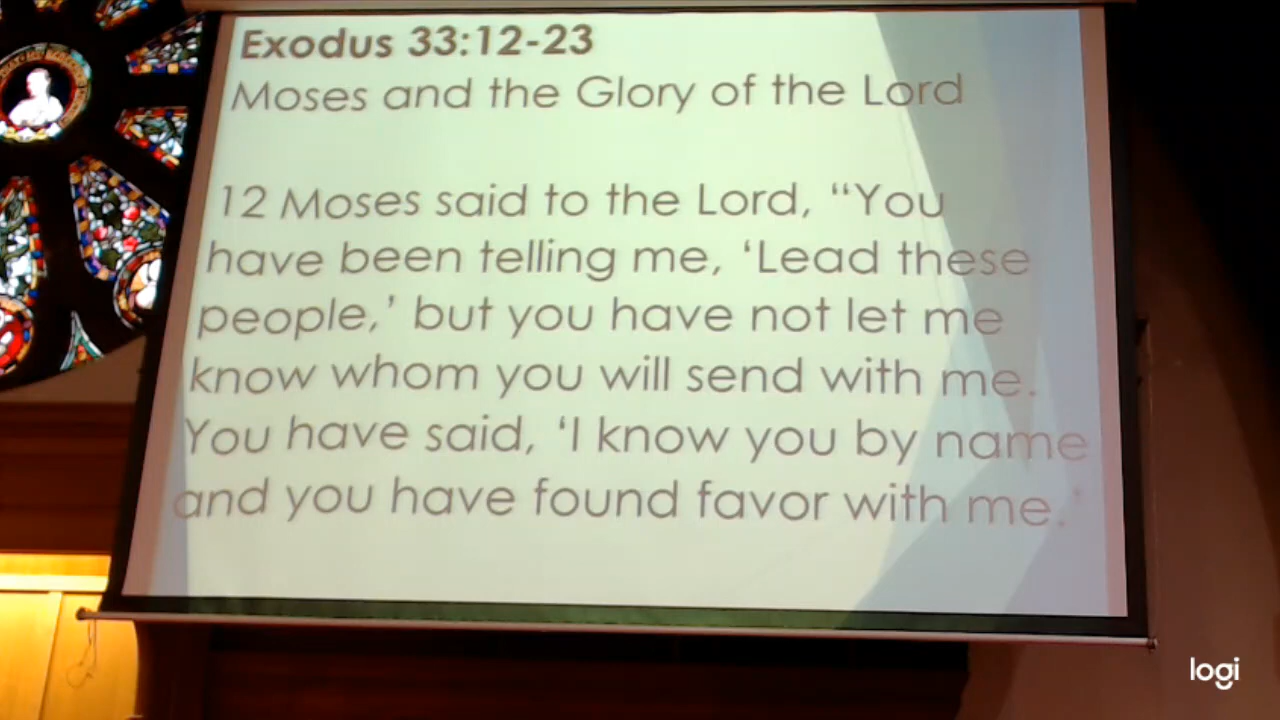 Exodus 33:12-23
Moses and the Glory of the Lord
12 Moses said to the Lord, “You
have been telling me, ‘Lead these
people,’ but you have not let me
know whom you will send with me.
You have said, ‘I know you by name
and you have found favor with me.’
logi